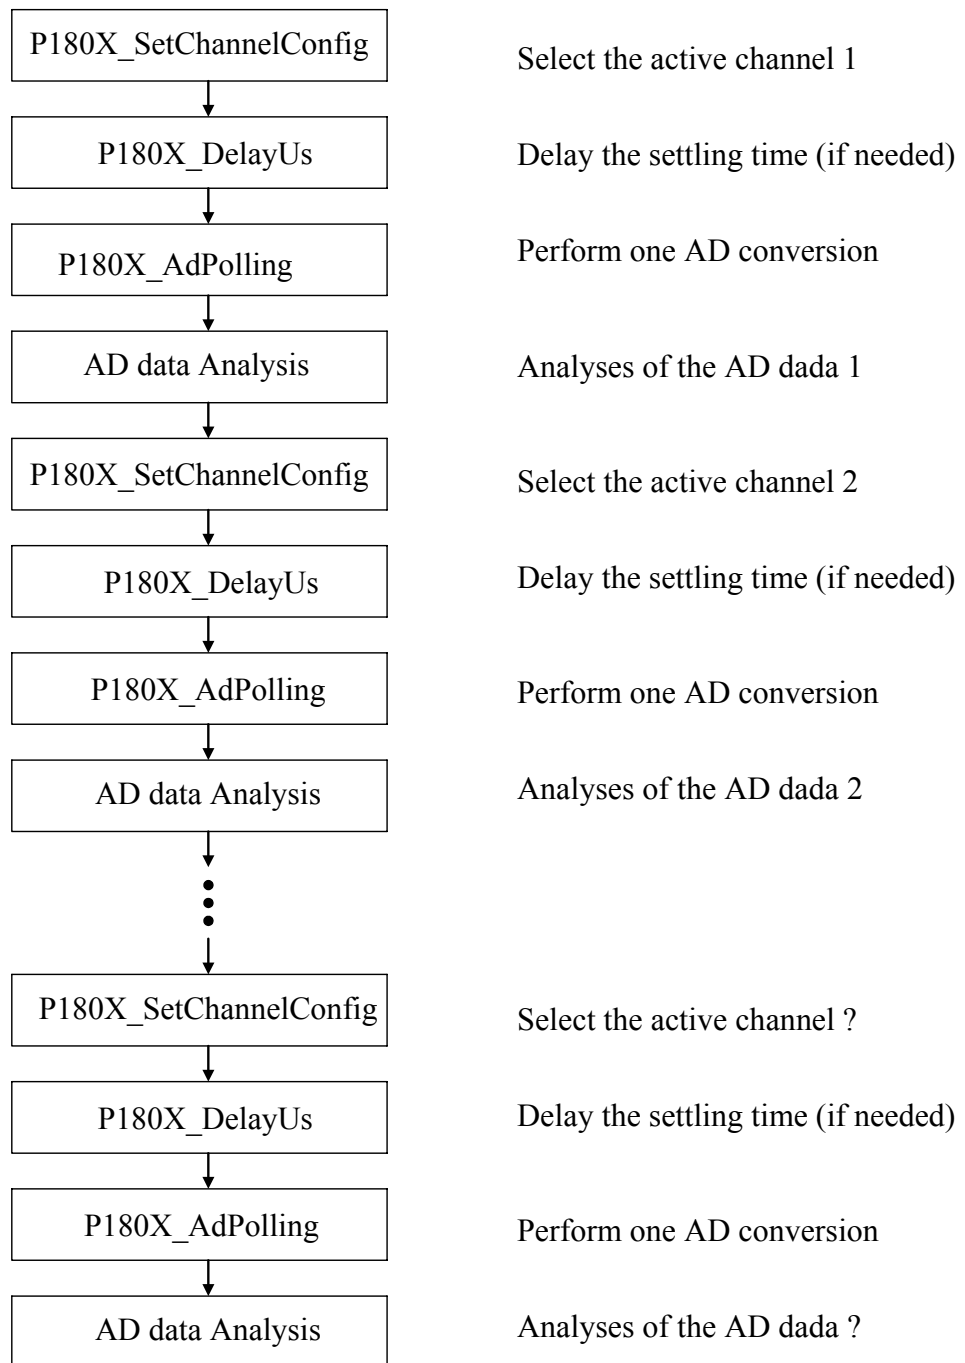 P180X_SetChannelConfig
Select the active channel 1
P180X_DelayUs
Delay the settling time (if needed)
P180X_AdPolling
Perform one AD conversion
AD data Analysis
Analyses of the AD dada 1
P180X_SetChannelConfig
Select the active channel 2
P180X_DelayUs
Delay the settling time (if needed)
P180X_AdPolling
Perform one AD conversion
AD data Analysis
Analyses of the AD dada 2
P180X_SetChannelConfig
Select the active channel ?
P180X_DelayUs
Delay the settling time (if needed)
P180X_AdPolling
Perform one AD conversion
AD data Analysis
Analyses of the AD dada ?